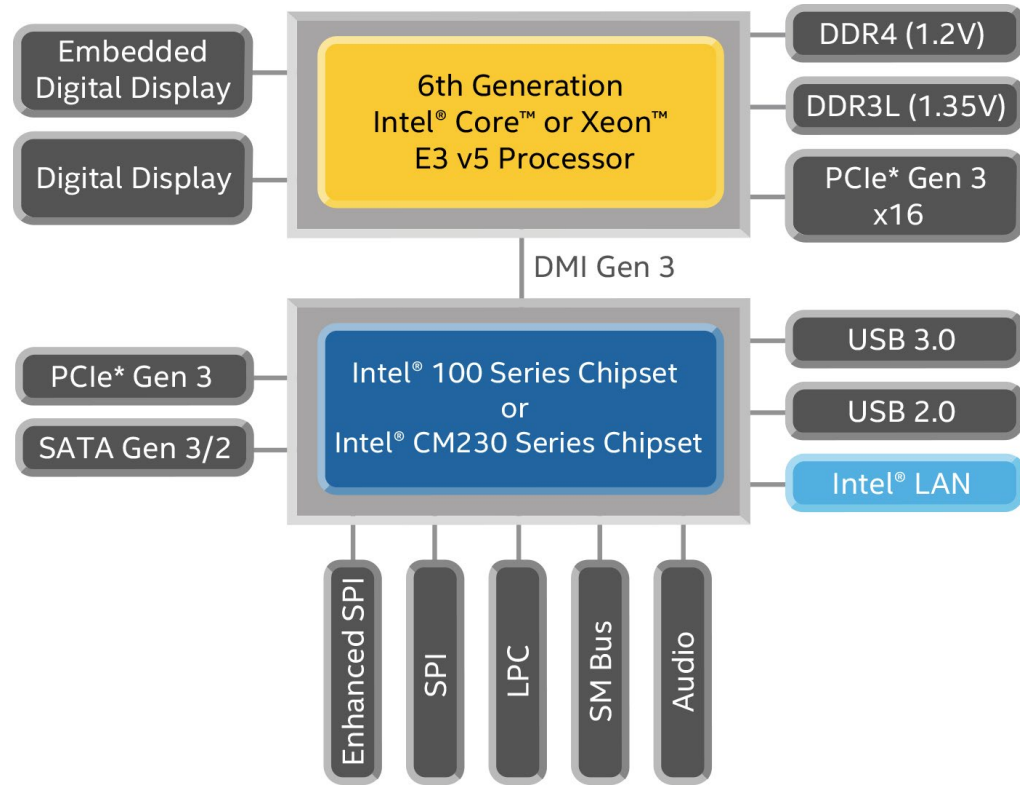 Embedded
Digital Display
Digital Display
6th Generation
Intel® Core™ or Xeon™
E3 v5 Processor
DDR4 (1.2V)
DDR3L (1.35V)
PCIe* Gen 3
x16
DMI Gen 3
PCIe* Gen 3
SATA Gen 3/2
Intel® 100 Series Chipset
or
Intel® CM230 Series Chipset
USB 3.0
USB 2.0
Intel® LAN
Enhanced SPI
SPI
LPC
SM Bus
Audio